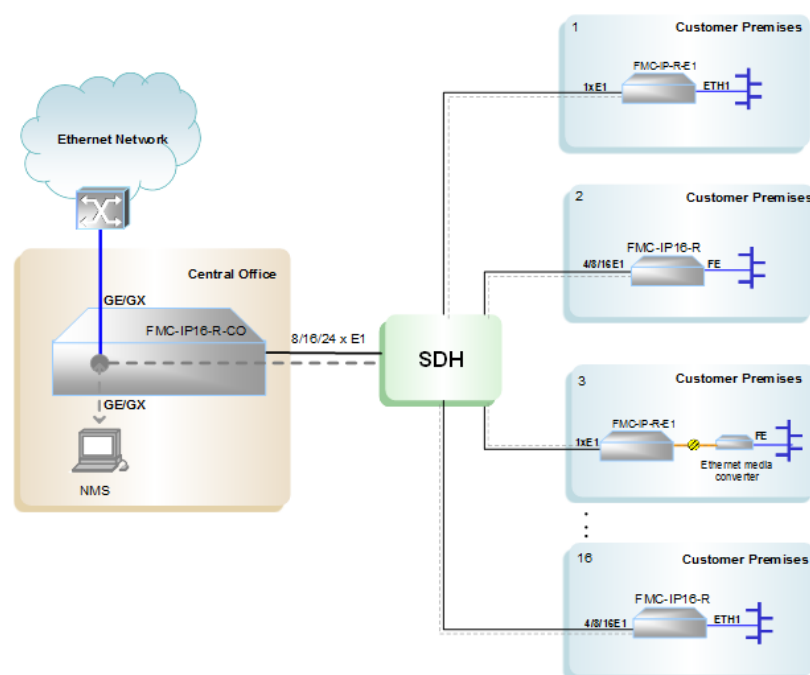 Ethernet Network
Central Office
GE/GX
FMC-IP16-R-CO
8/16/24 x E1
GE/GX
NMS
SDH
1
Customer Premises
FMC-IP-R-E1
1x E1
ETH1
2
Customer Premises
FMC-IP16-R
4/8/16E1
FE
3
Customer Premises
FMC-IP-R-E1
1xE1
FE
Ethernet media
converter
16
Customer Premises
FMC-IP16-R
4/8/16E1
ETH1